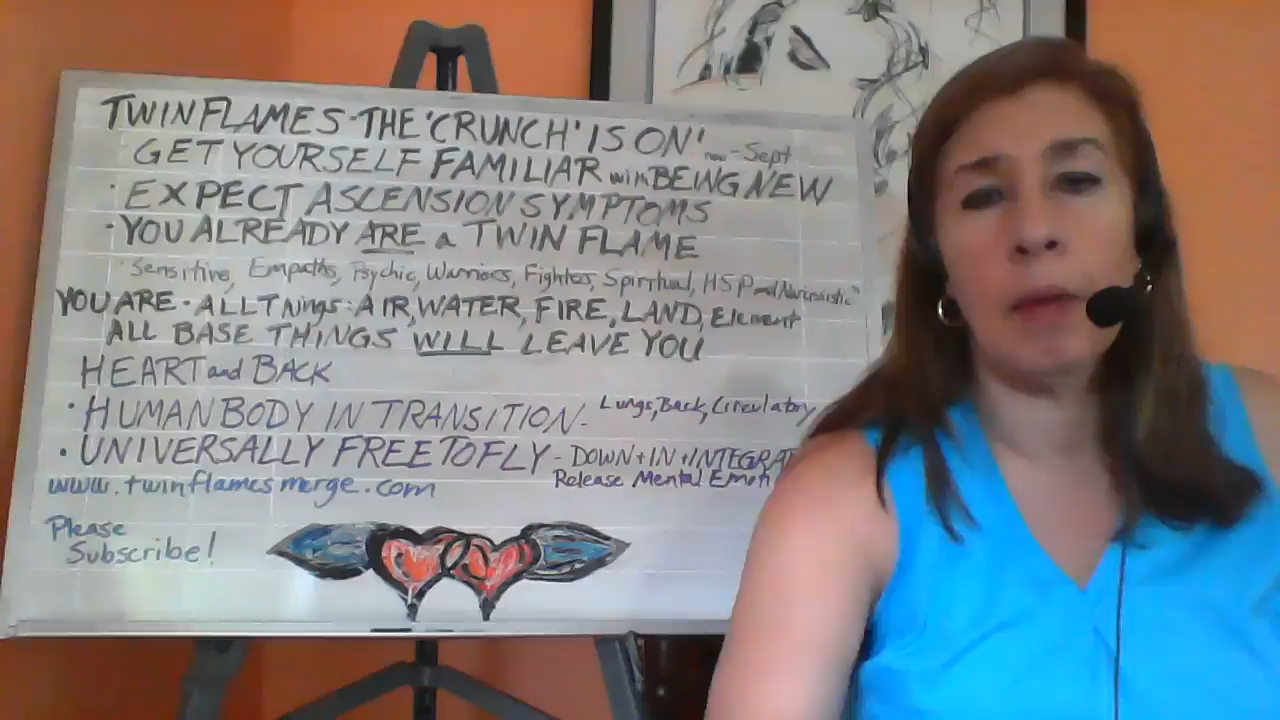 TWIN FLAMES-THE 'CRUNCH' IS ON! now-Sept
GET YOURSELF FAMILIAR with BEING NEW
· EXPECT ASCENSION SYMPTOMS
· YOU ALREADY ARE a TWIN FLAME
"Sensitive, Empaths, Psychic, Warriors, Fighters, Spiritual, HSP and Narcissistic"
YOU ARE · ALL Things: AIR, WATER, FIRE, LAND, Element
ALL BASE THINGS WILL LEAVE YOU
HEART and BACK
· HUMAN BODY IN TRANSITION - Lungs, Back, Circulatory
· UNIVERSALLY FREE TO FLY - DOWN+IN+INTEGRAT
Release Mental Emoti
www.twinflamesmerge.com
Please
Subscribe!